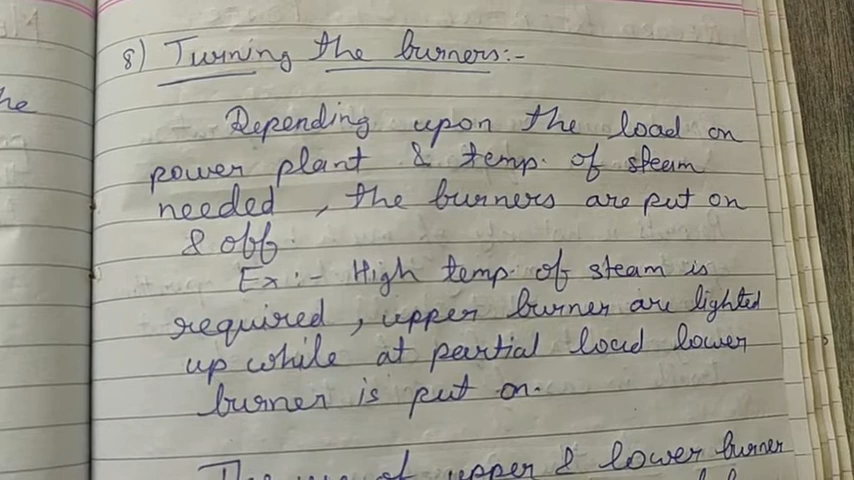 he
8) Turning the burners:-
Depending upon the load on
power plant & temp. of steam
needed, the burners are put on
& off.
Ex:- High temp. of steam is
required, upper burner are lighted
up while at partial load lower
burner is put on.
of upper & lower burner